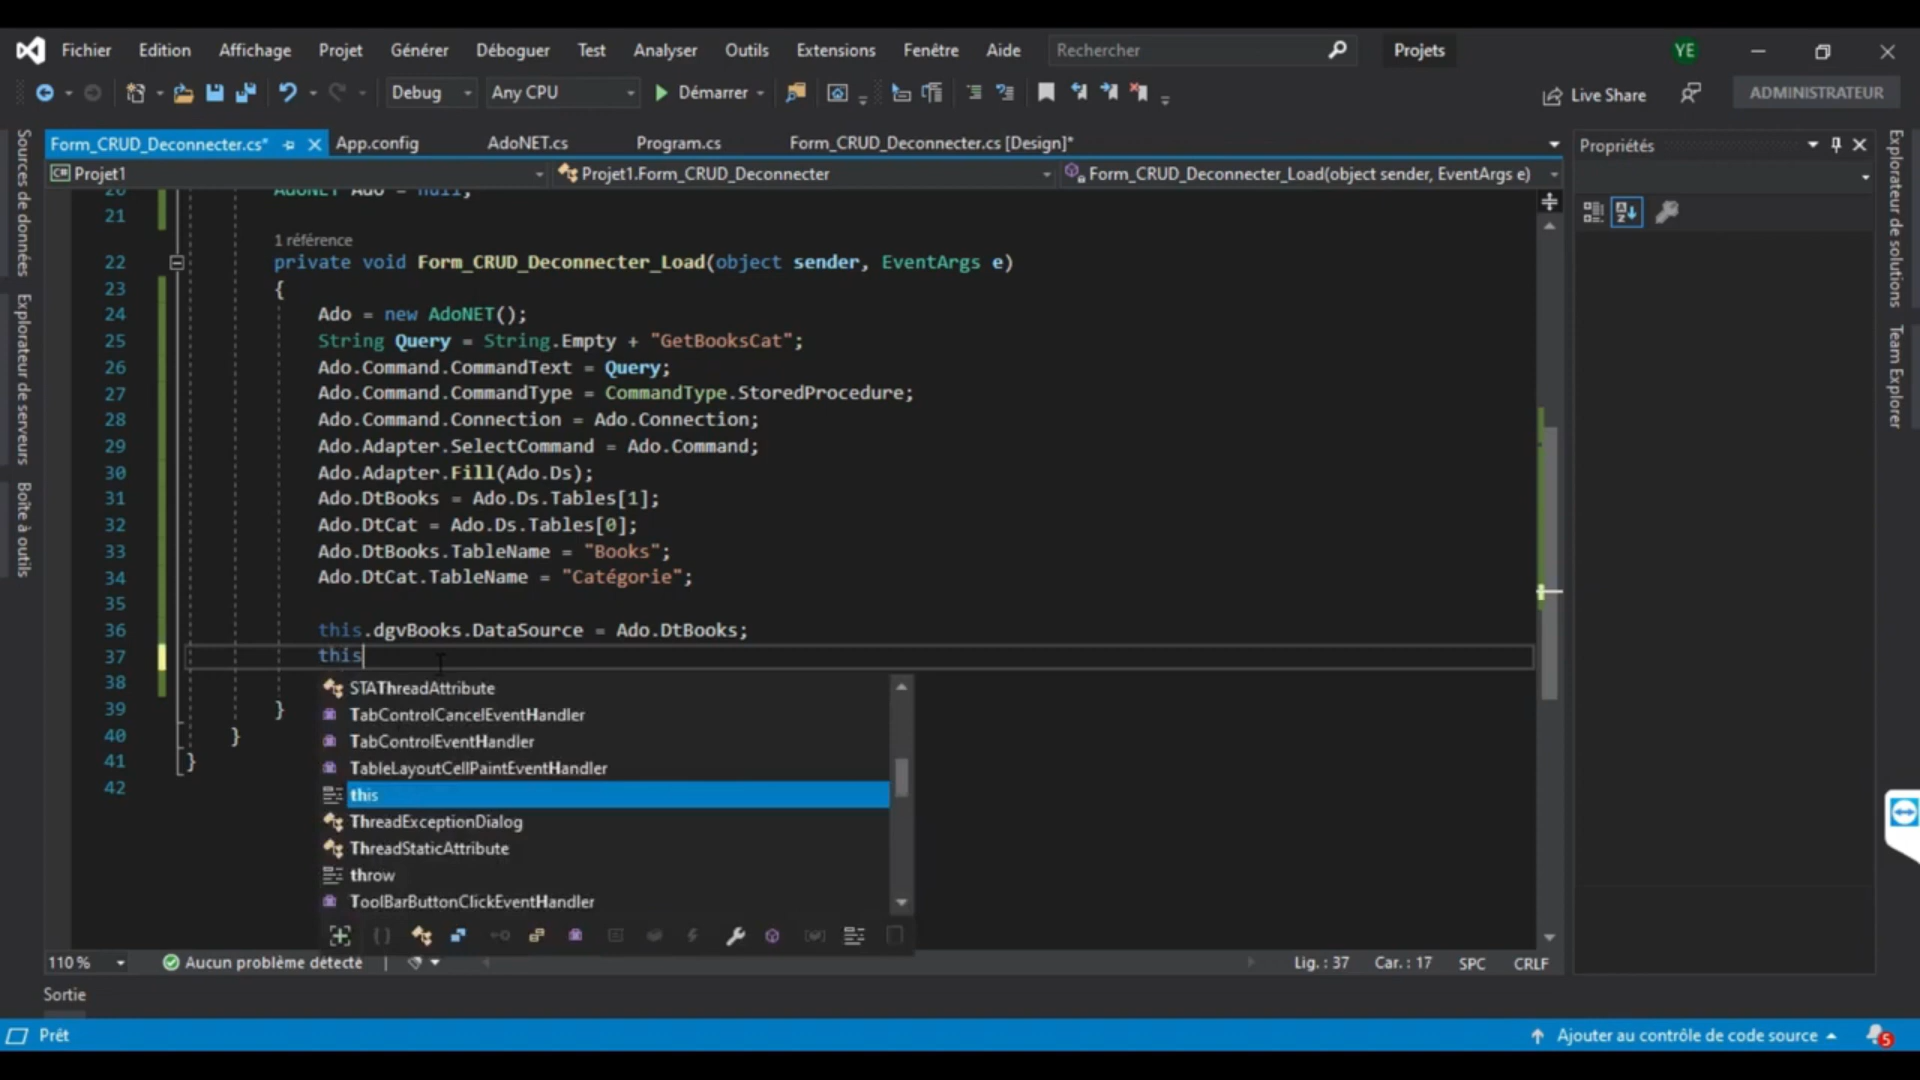 Fichier Edition Affichage Projet Générer Déboguer Test Analyser Outils Extensions Fenêtre Aide Rechercher Projets YE
Debug Any CPU Démarrer Live Share ADMINISTRATEUR
Form_CRUD_Deconnecter.cs* App.config AdoNET.cs Program.cs Form_CRUD_Deconnecter.cs [Design]*
Projet1 Projet1.Form_CRUD_Deconnecter Form_CRUD_Deconnecter_Load(object sender, EventArgs e)
Sources de données
Explorateur de serveurs
Boîte à outils
20 AdoNET Ado = null;
21
1 référence
22 private void Form_CRUD_Deconnecter_Load(object sender, EventArgs e)
23 {
24 Ado = new AdoNET();
25 String Query = String.Empty + "GetBooksCat";
26 Ado.Command.CommandText = Query;
27 Ado.Command.CommandType = CommandType.StoredProcedure;
28 Ado.Command.Connection = Ado.Connection;
29 Ado.Adapter.SelectCommand = Ado.Command;
30 Ado.Adapter.Fill(Ado.Ds);
31 Ado.DtBooks = Ado.Ds.Tables[1];
32 Ado.DtCat = Ado.Ds.Tables[0];
33 Ado.DtBooks.TableName = "Books";
34 Ado.DtCat.TableName = "Catégorie";
35
36 this.dgvBooks.DataSource = Ado.DtBooks;
37 this
38
39 }
40 }
41 }
42
STAThreadAttribute
TabControlCancelEventHandler
TabControlEventHandler
TableLayoutCellPaintEventHandler
this
ThreadExceptionDialog
ThreadStaticAttribute
throw
ToolBarButtonClickEventHandler
110 % Aucun problème détecté Lig. : 37 Car. : 17 SPC CRLF
Propriétés
Explorateur de solutions
Team Explorer
Sortie
Prêt Ajouter au contrôle de code source 5